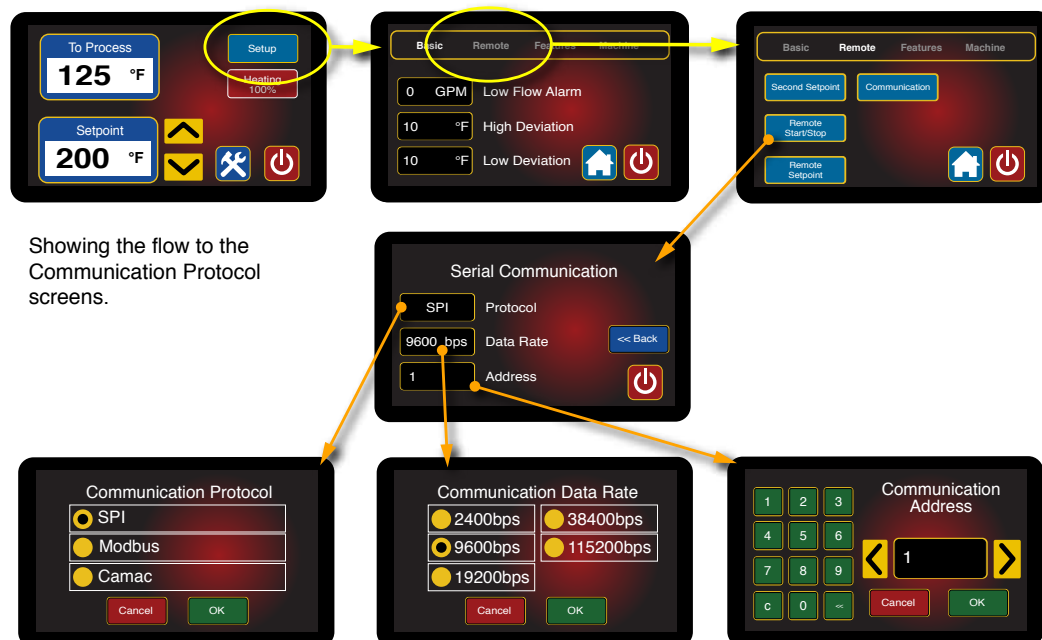 To Process
125 °F
Setup
Heating
100%
Setpoint
200 °F
Basic Remote Features Machine
0 GPM Low Flow Alarm
10 °F High Deviation
10 °F Low Deviation
Basic Remote Features Machine
Second Setpoint Communication
Remote
Start/Stop
Remote
Setpoint
Showing the flow to the
Communication Protocol
screens.
Serial Communication
SPI Protocol
9600 bps Data Rate
<< Back
1 Address
Communication Protocol
SPI
Modbus
Camac
Cancel OK
Communication Data Rate
2400bps 38400bps
9600bps 115200bps
19200bps
Cancel OK
Communication
Address
1 2 3
4 5 6
7 8 9
c 0 <<
1
Cancel OK